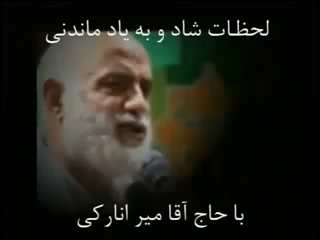 لحظات شاد و به یاد ماندنی
با حاج آقا میر انارکی